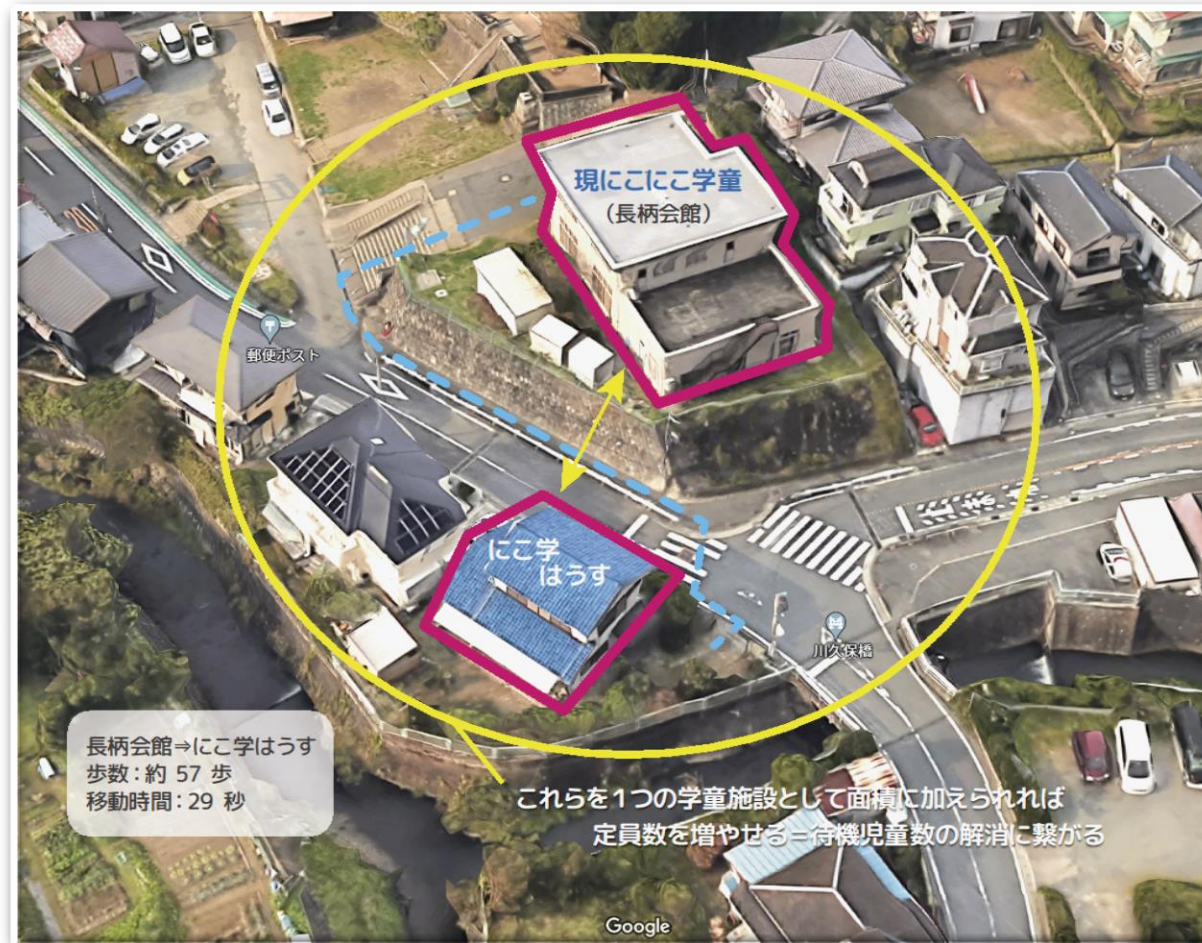 現にこにこ学童
（長柄会館）
郵便ポスト
にこ学
はうす
川久保橋
止まれ
長柄会館⇒にこ学はうす
歩数：約 57 歩
移動時間：29 秒
これらを1つの学童施設として面積に加えられれば
定員数を増やせる＝待機児童数の解消に繋がる
Google